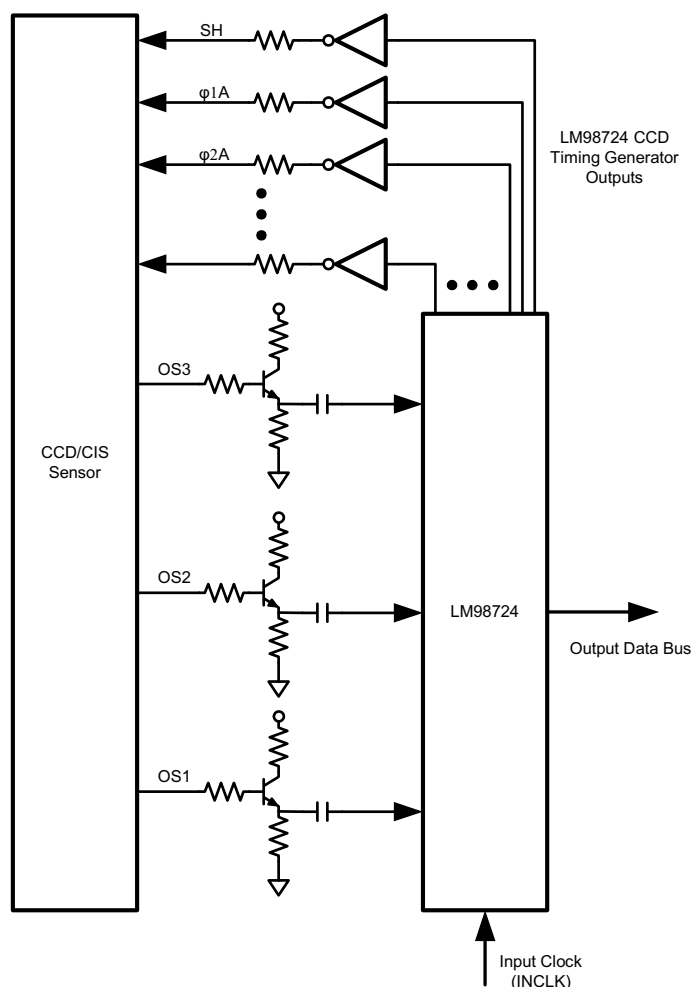 SH
φ1A
φ2A
LM98724 CCD
Timing Generator
Outputs
OS3
CCD/CIS
Sensor
OS2
LM98724
Output Data Bus
OS1
Input Clock
(INCLK)